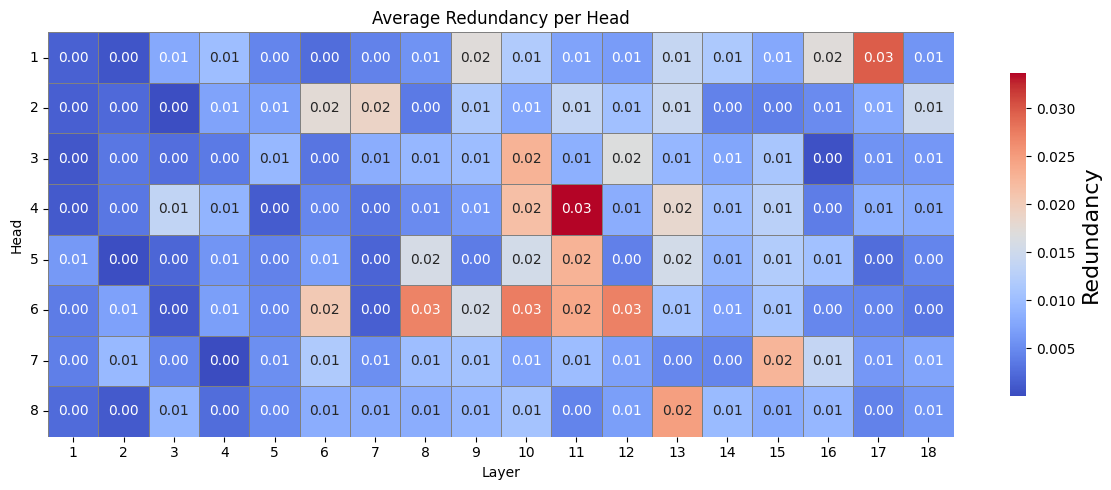 Average Redundancy per Head
1 0.00 0.00 0.01 0.01 0.00 0.00 0.00 0.01 0.02 0.01 0.01 0.01 0.01 0.01 0.01 0.02 0.03 0.01
2 0.00 0.00 0.00 0.01 0.01 0.02 0.02 0.00 0.01 0.01 0.01 0.01 0.01 0.00 0.00 0.01 0.01 0.01
3 0.00 0.00 0.00 0.00 0.01 0.00 0.01 0.01 0.01 0.02 0.01 0.02 0.01 0.01 0.01 0.00 0.01 0.01
4 0.00 0.00 0.01 0.01 0.00 0.00 0.00 0.01 0.01 0.02 0.03 0.01 0.02 0.01 0.01 0.00 0.01 0.01
5 0.01 0.00 0.00 0.01 0.00 0.01 0.00 0.02 0.00 0.02 0.02 0.00 0.02 0.01 0.01 0.01 0.00 0.00
6 0.00 0.01 0.00 0.01 0.00 0.02 0.00 0.03 0.02 0.03 0.02 0.03 0.01 0.01 0.01 0.00 0.00 0.00
7 0.00 0.01 0.00 0.00 0.01 0.01 0.01 0.01 0.01 0.01 0.01 0.01 0.00 0.00 0.02 0.01 0.01 0.01
8 0.00 0.00 0.01 0.00 0.00 0.01 0.01 0.01 0.01 0.01 0.00 0.01 0.02 0.01 0.01 0.01 0.00 0.01
1 2 3 4 5 6 7 8 9 10 11 12 13 14 15 16 17 18
Layer
Head
0.030
0.025
0.020
0.015
0.010
0.005
Redundancy